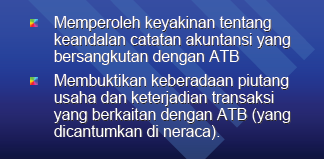 Memperoleh keyakinan tentang
keandalan catatan akuntansi yang
bersangkutan dengan ATB
Membuktikan keberadaan piutang
usaha dan keterjadian transaksi
yang berkaitan dengan ATB (yang
dicantumkan di neraca).